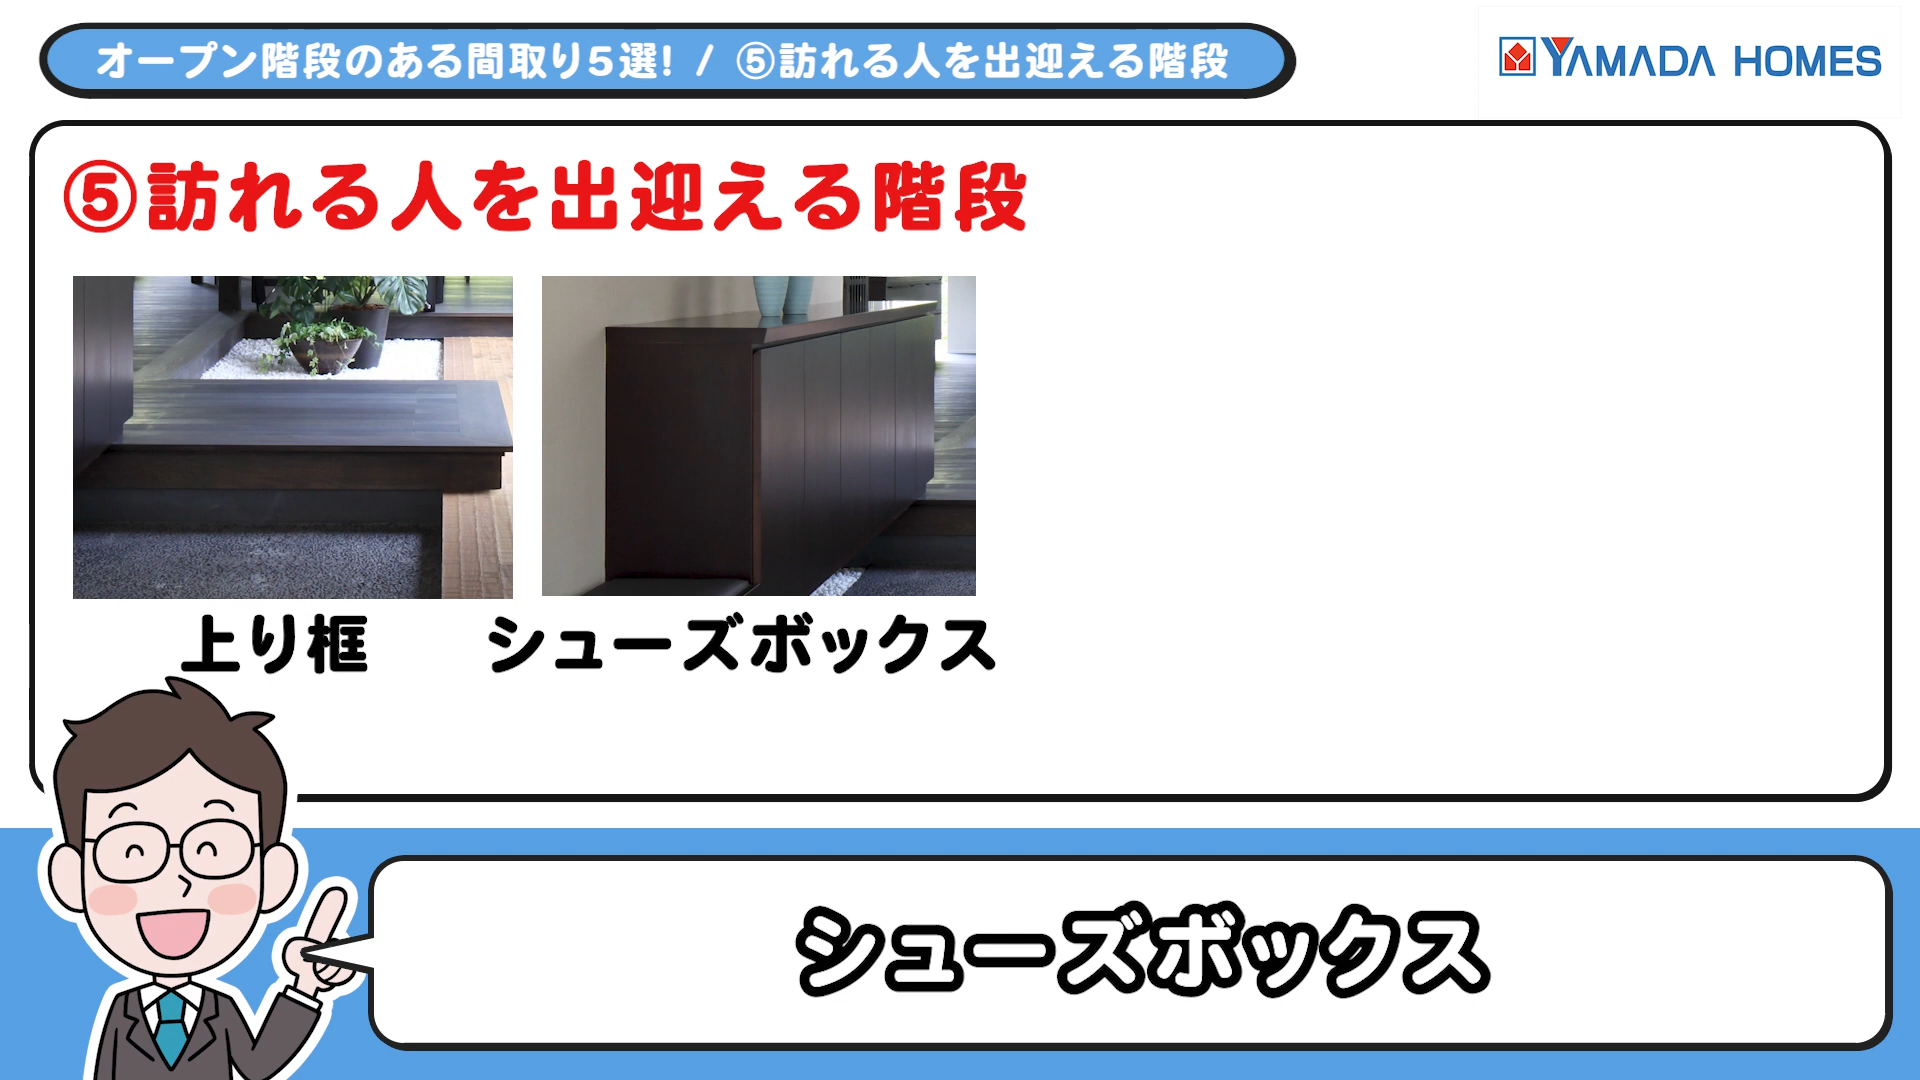 オープン階段のある間取り5選! / ⑤訪れる人を出迎える階段
YAMADA HOMES
⑤訪れる人を出迎える階段
上り框
シューズボックス
シューズボックス